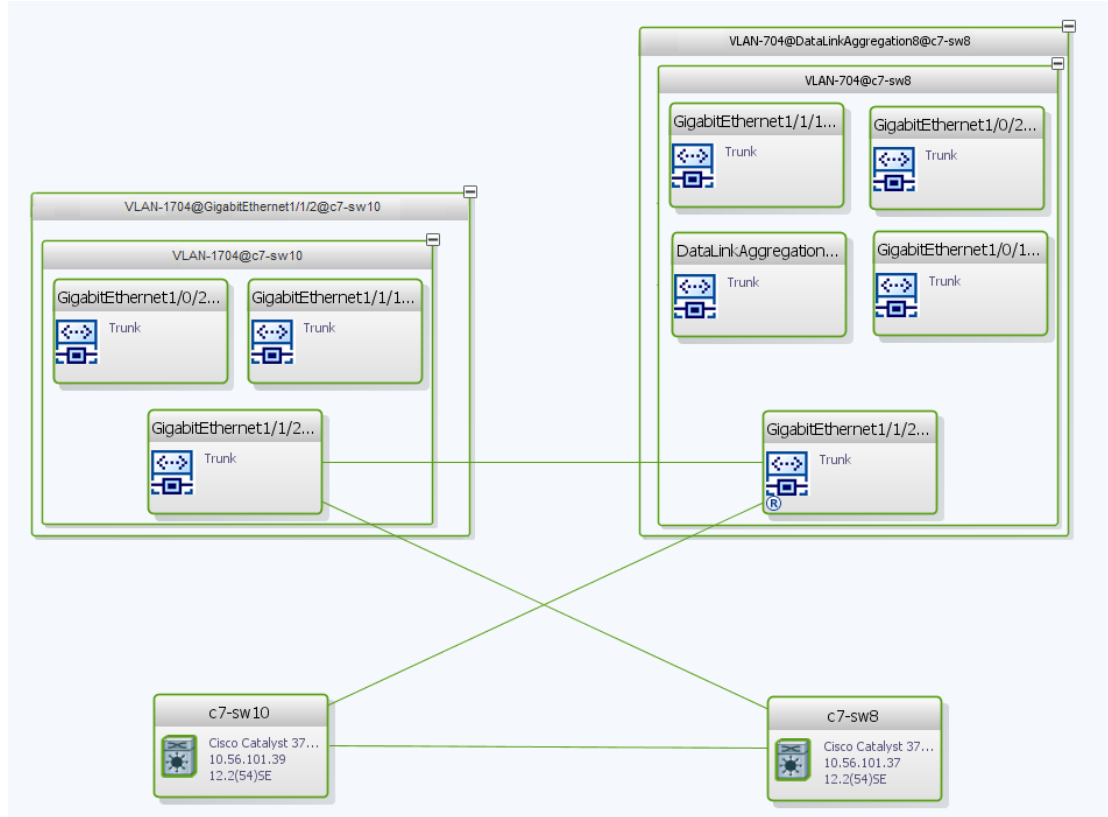 VLAN-704@DataLinkAggregation8@c7-sw8
VLAN-704@c7-sw8
GigabitEthernet1/1/1...
Trunk
GigabitEthernet1/0/2...
Trunk
DataLinkAggregation...
Trunk
GigabitEthernet1/0/1...
Trunk
GigabitEthernet1/1/2...
Trunk
R
VLAN-1704@GigabitEthernet1/1/2@c7-sw10
VLAN-1704@c7-sw10
GigabitEthernet1/0/2...
Trunk
GigabitEthernet1/1/1...
Trunk
GigabitEthernet1/1/2...
Trunk
c7-sw10
Cisco Catalyst 37...
10.56.101.39
12.2(54)SE
c7-sw8
Cisco Catalyst 37...
10.56.101.37
12.2(54)SE